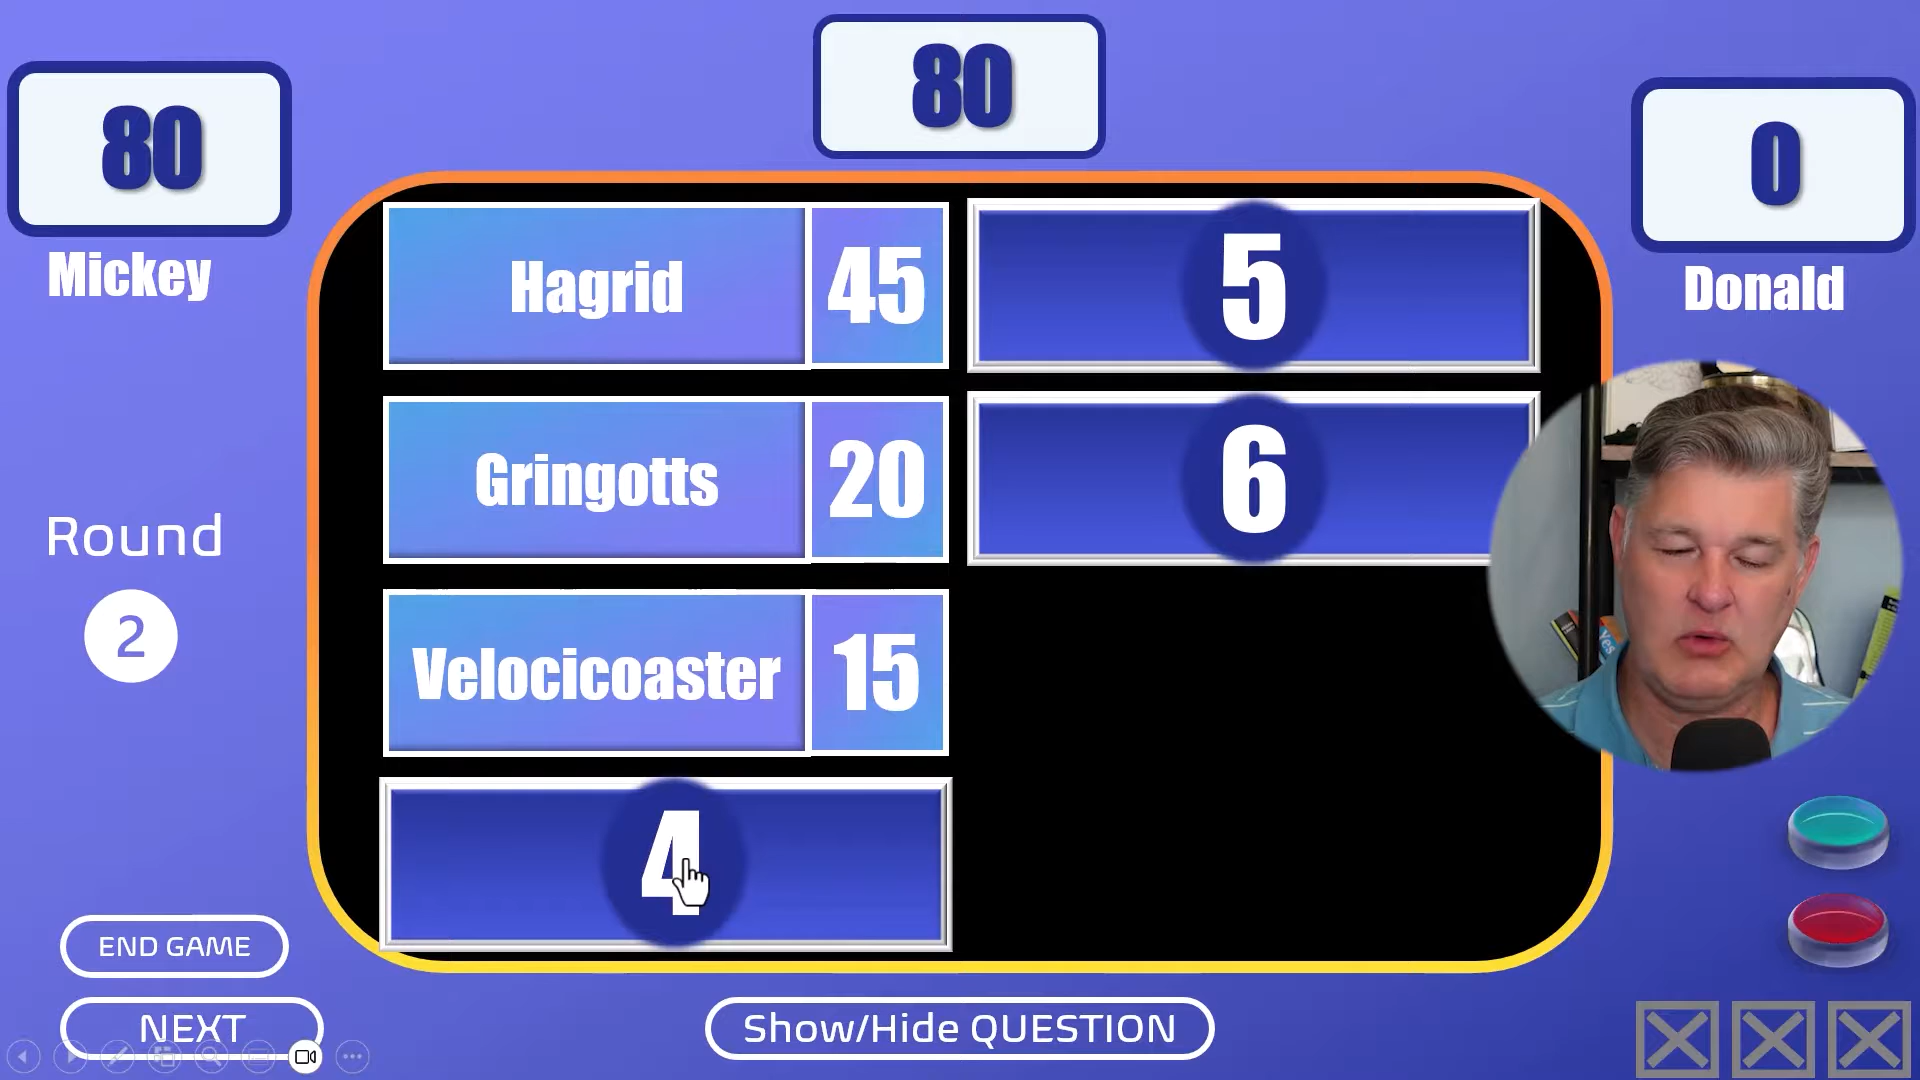 80
80
0
Mickey
Donald
Hagrid 45
5
Gringotts 20
6
Velocicoaster 15
4
Round
2
END GAME
NEXT
Show/Hide QUESTION
Yes